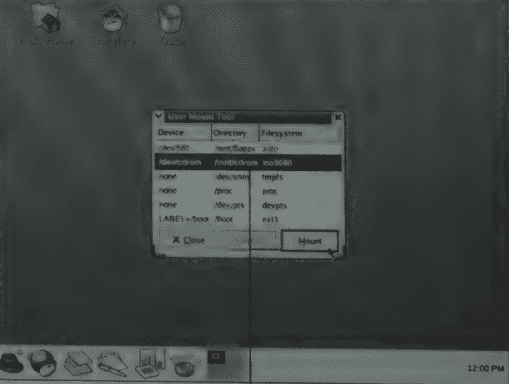 User Mount Tool
Device Directory Filesystem
/dev/fd0 /mnt/floppy auto
/dev/cdrom /mnt/cdrom iso9660
none /dev/shm tmpfs
none /proc proc
none /dev/pts devpts
LABEL=/boot /boot ext3
Close Mount
12:00 PM